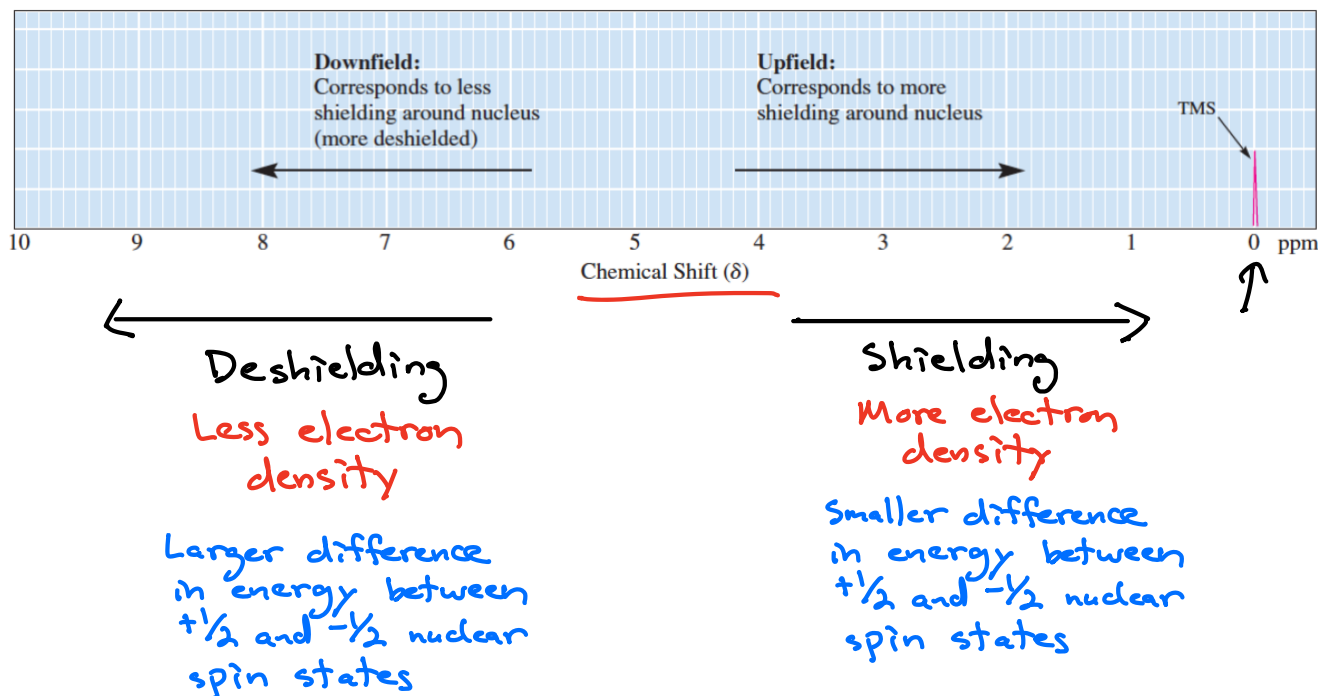 Downfield:
Corresponds to less
shielding around nucleus
(more deshielded)
Upfield:
Corresponds to more
shielding around nucleus
TMS
10 9 8 7 6 5 4 3 2 1 0 ppm
Chemical Shift (δ)
Deshielding
Less electron
density
Larger difference
in energy between
+1/2 and -1/2 nuclear
spin states
Shielding
More electron
density
Smaller difference
in energy between
+1/2 and -1/2 nuclear
spin states